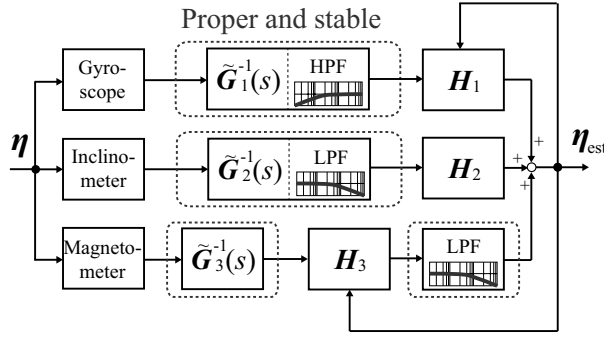 Proper and stable
Gyro-
scope
G̃₁⁻¹(s)
HPF
H₁
η
Inclino-
meter
G̃₂⁻¹(s)
LPF
H₂
+
+
+
ηest
Magneto-
meter
G̃₃⁻¹(s)
H₃
LPF